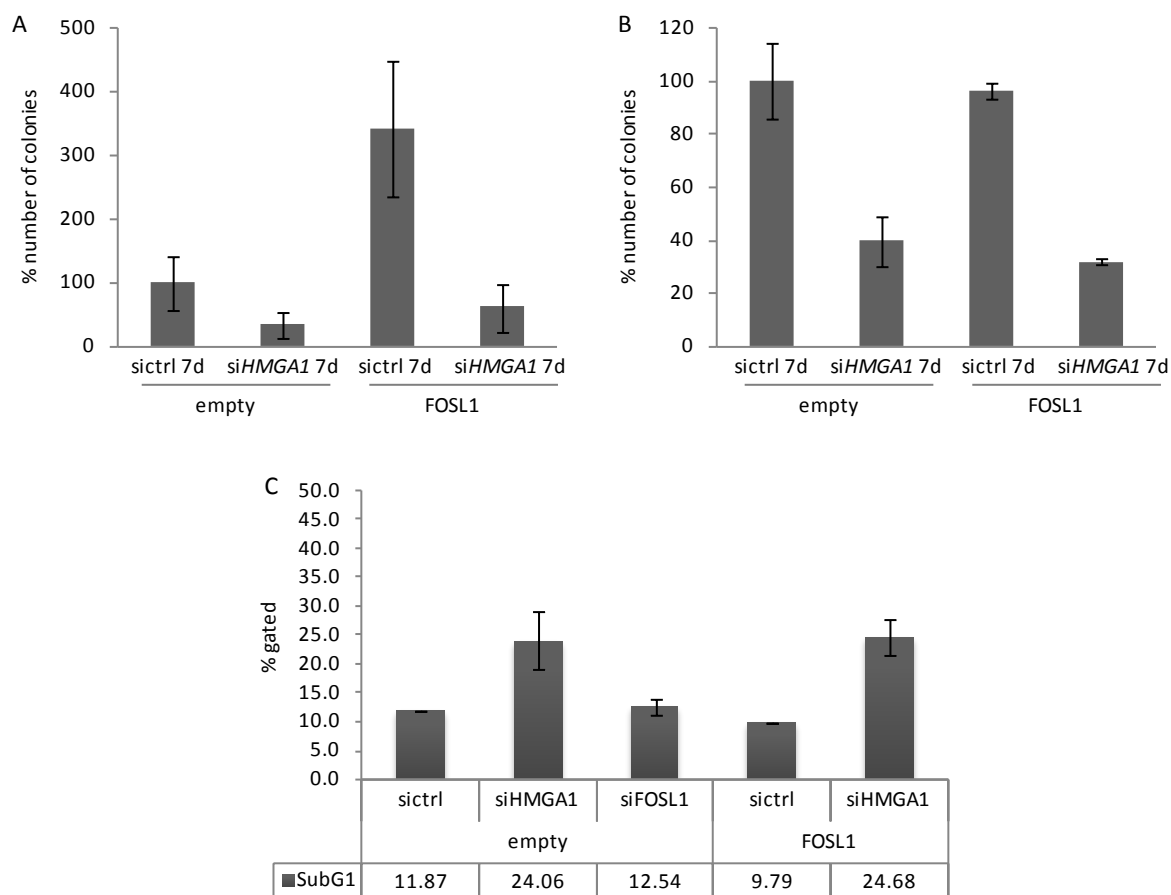 A
% number of colonies
500
400
300
200
100
0
sictrl 7d siHMGA1 7d sictrl 7d siHMGA1 7d
empty FOSL1
B
% number of colonies
120
100
80
60
40
20
0
sictrl 7d siHMGA1 7d sictrl 7d siHMGA1 7d
empty FOSL1
C
% gated
50.0
45.0
40.0
35.0
30.0
25.0
20.0
15.0
10.0
5.0
0.0
sictrl siHMGA1 siFOSL1 sictrl siHMGA1
empty FOSL1
SubG1 11.87 24.06 12.54 9.79 24.68